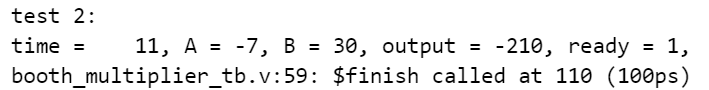 test 2:
time =    11, A = -7, B = 30, output = -210, ready = 1,
booth_multiplier_tb.v:59: $finish called at 110 (100ps)